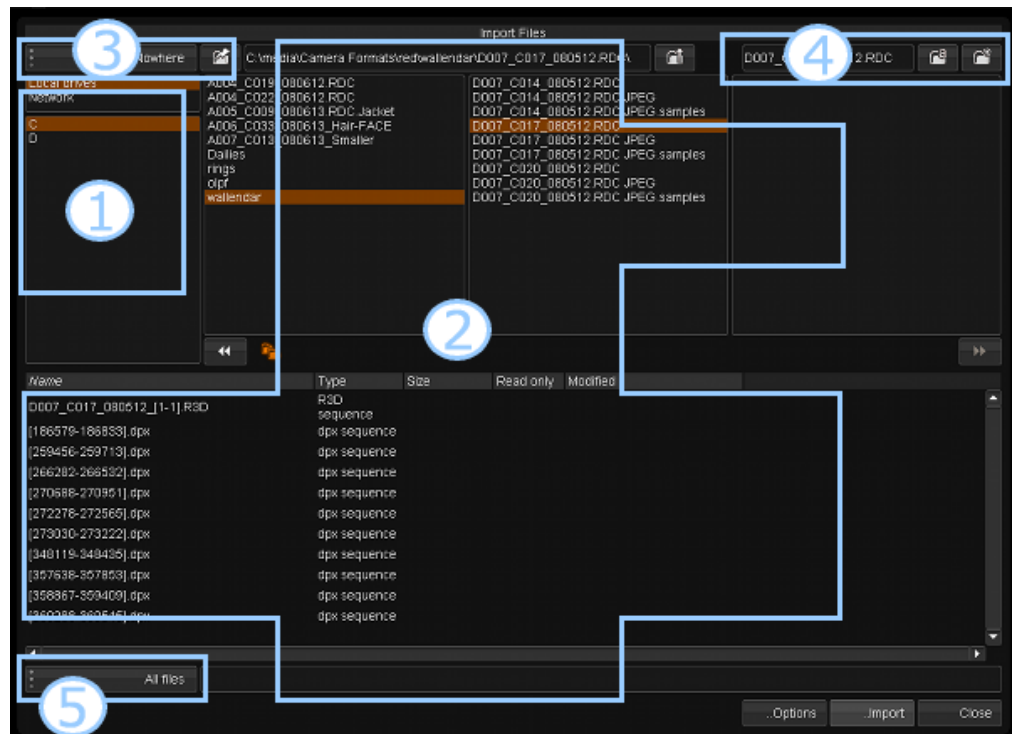 Import Files
3
Nowhere
C:\media\Camera Formats\red\wallendar\D007_C017_080512.RDC\
D007_C 2.RDC
4
Local drives
Network
C
D
1
A004_C019_080612.RDC
A004_C022_080612.RDC
A005_C009_080613.RDC.Jacket
A006_C033_080613_Hair-FACE
A007_C013_080613_Smaller
Dailies
rings
olpf
wallendar
D007_C014_080512.RDC
D007_C014_080512.RDC.JPEG
D007_C014_080512.RDC.JPEG.samples
D007_C017_080512.RDC
D007_C017_080512.RDC.JPEG
D007_C017_080512.RDC.JPEG.samples
D007_C020_080512.RDC
D007_C020_080512.RDC.JPEG
D007_C020_080512.RDC.JPEG.samples
2
Name Type Size Read only Modified
D007_C017_080512_[1-1].R3D R3D sequence
[186579-186833].dpx dpx sequence
[259456-259713].dpx dpx sequence
[266282-266532].dpx dpx sequence
[270688-270951].dpx dpx sequence
[272278-272565].dpx dpx sequence
[273030-273222].dpx dpx sequence
[348119-348435].dpx dpx sequence
[357638-357853].dpx dpx sequence
[358867-359409].dpx dpx sequence
dpx sequence
All files
5
..Options ..Import Close